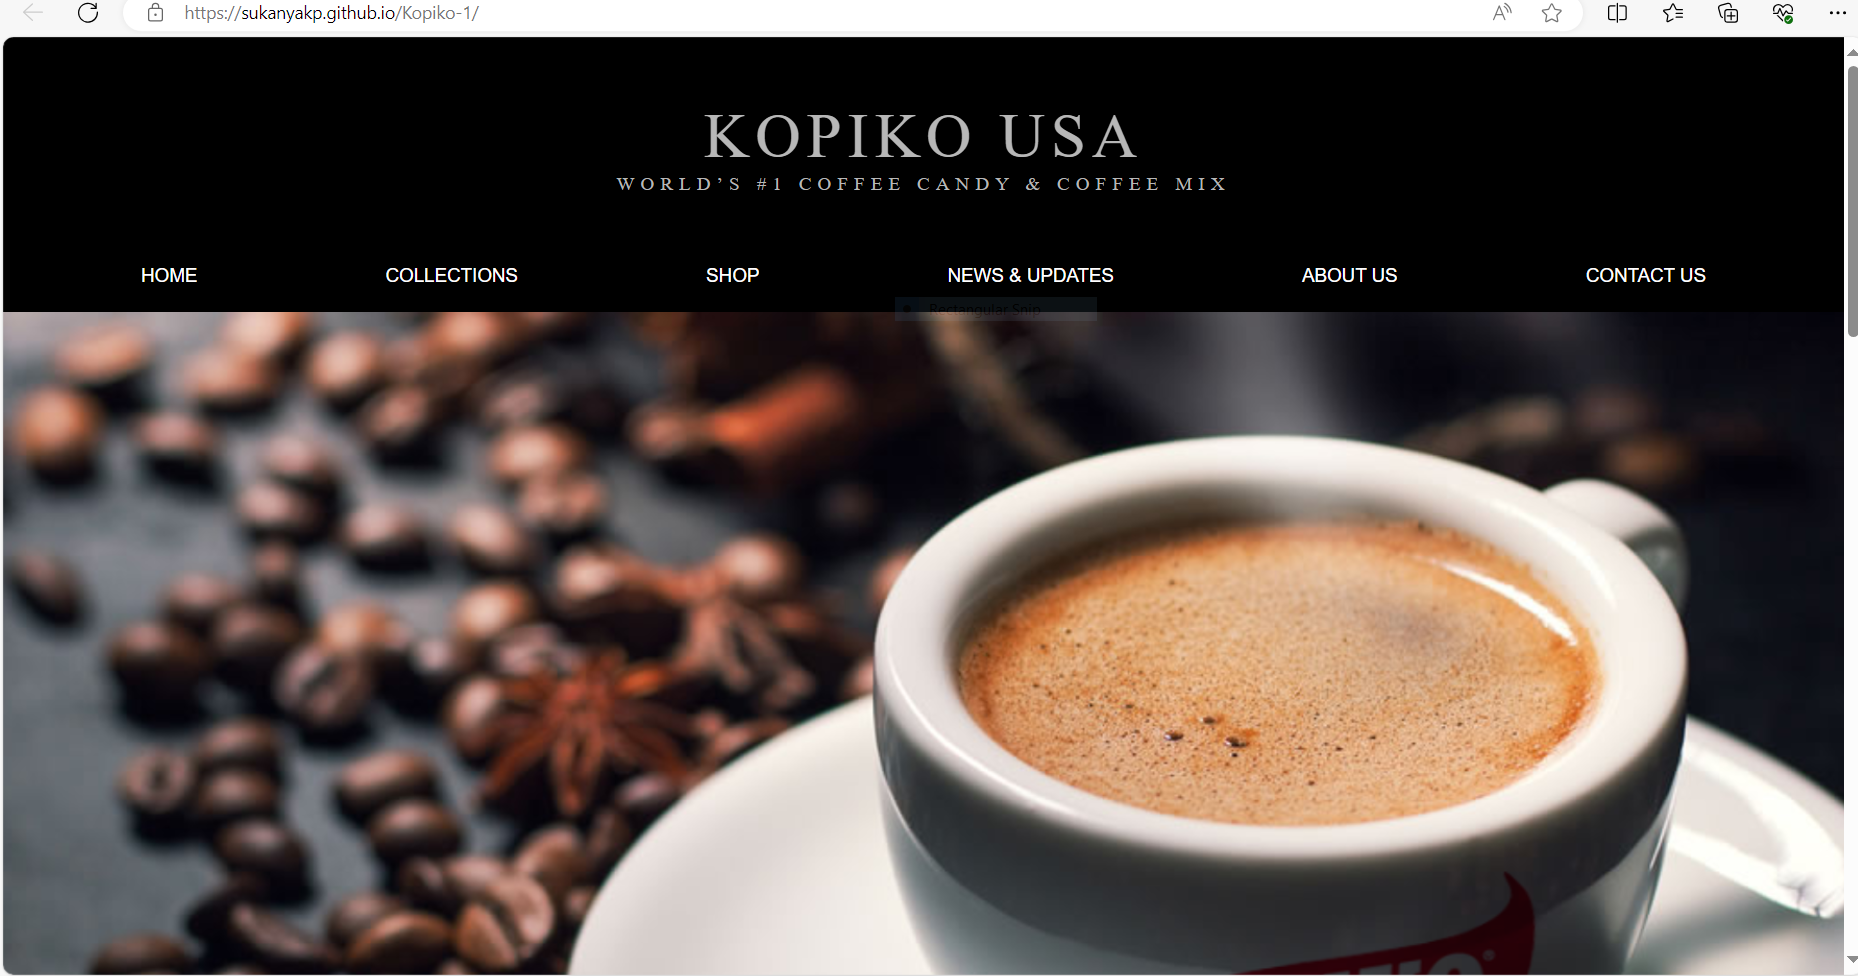 https://sukanyakp.github.io/Kopiko-1/
KOPIKO USA
WORLD’S #1 COFFEE CANDY & COFFEE MIX
HOME COLLECTIONS SHOP NEWS & UPDATES ABOUT US CONTACT US
Rectangular Snip